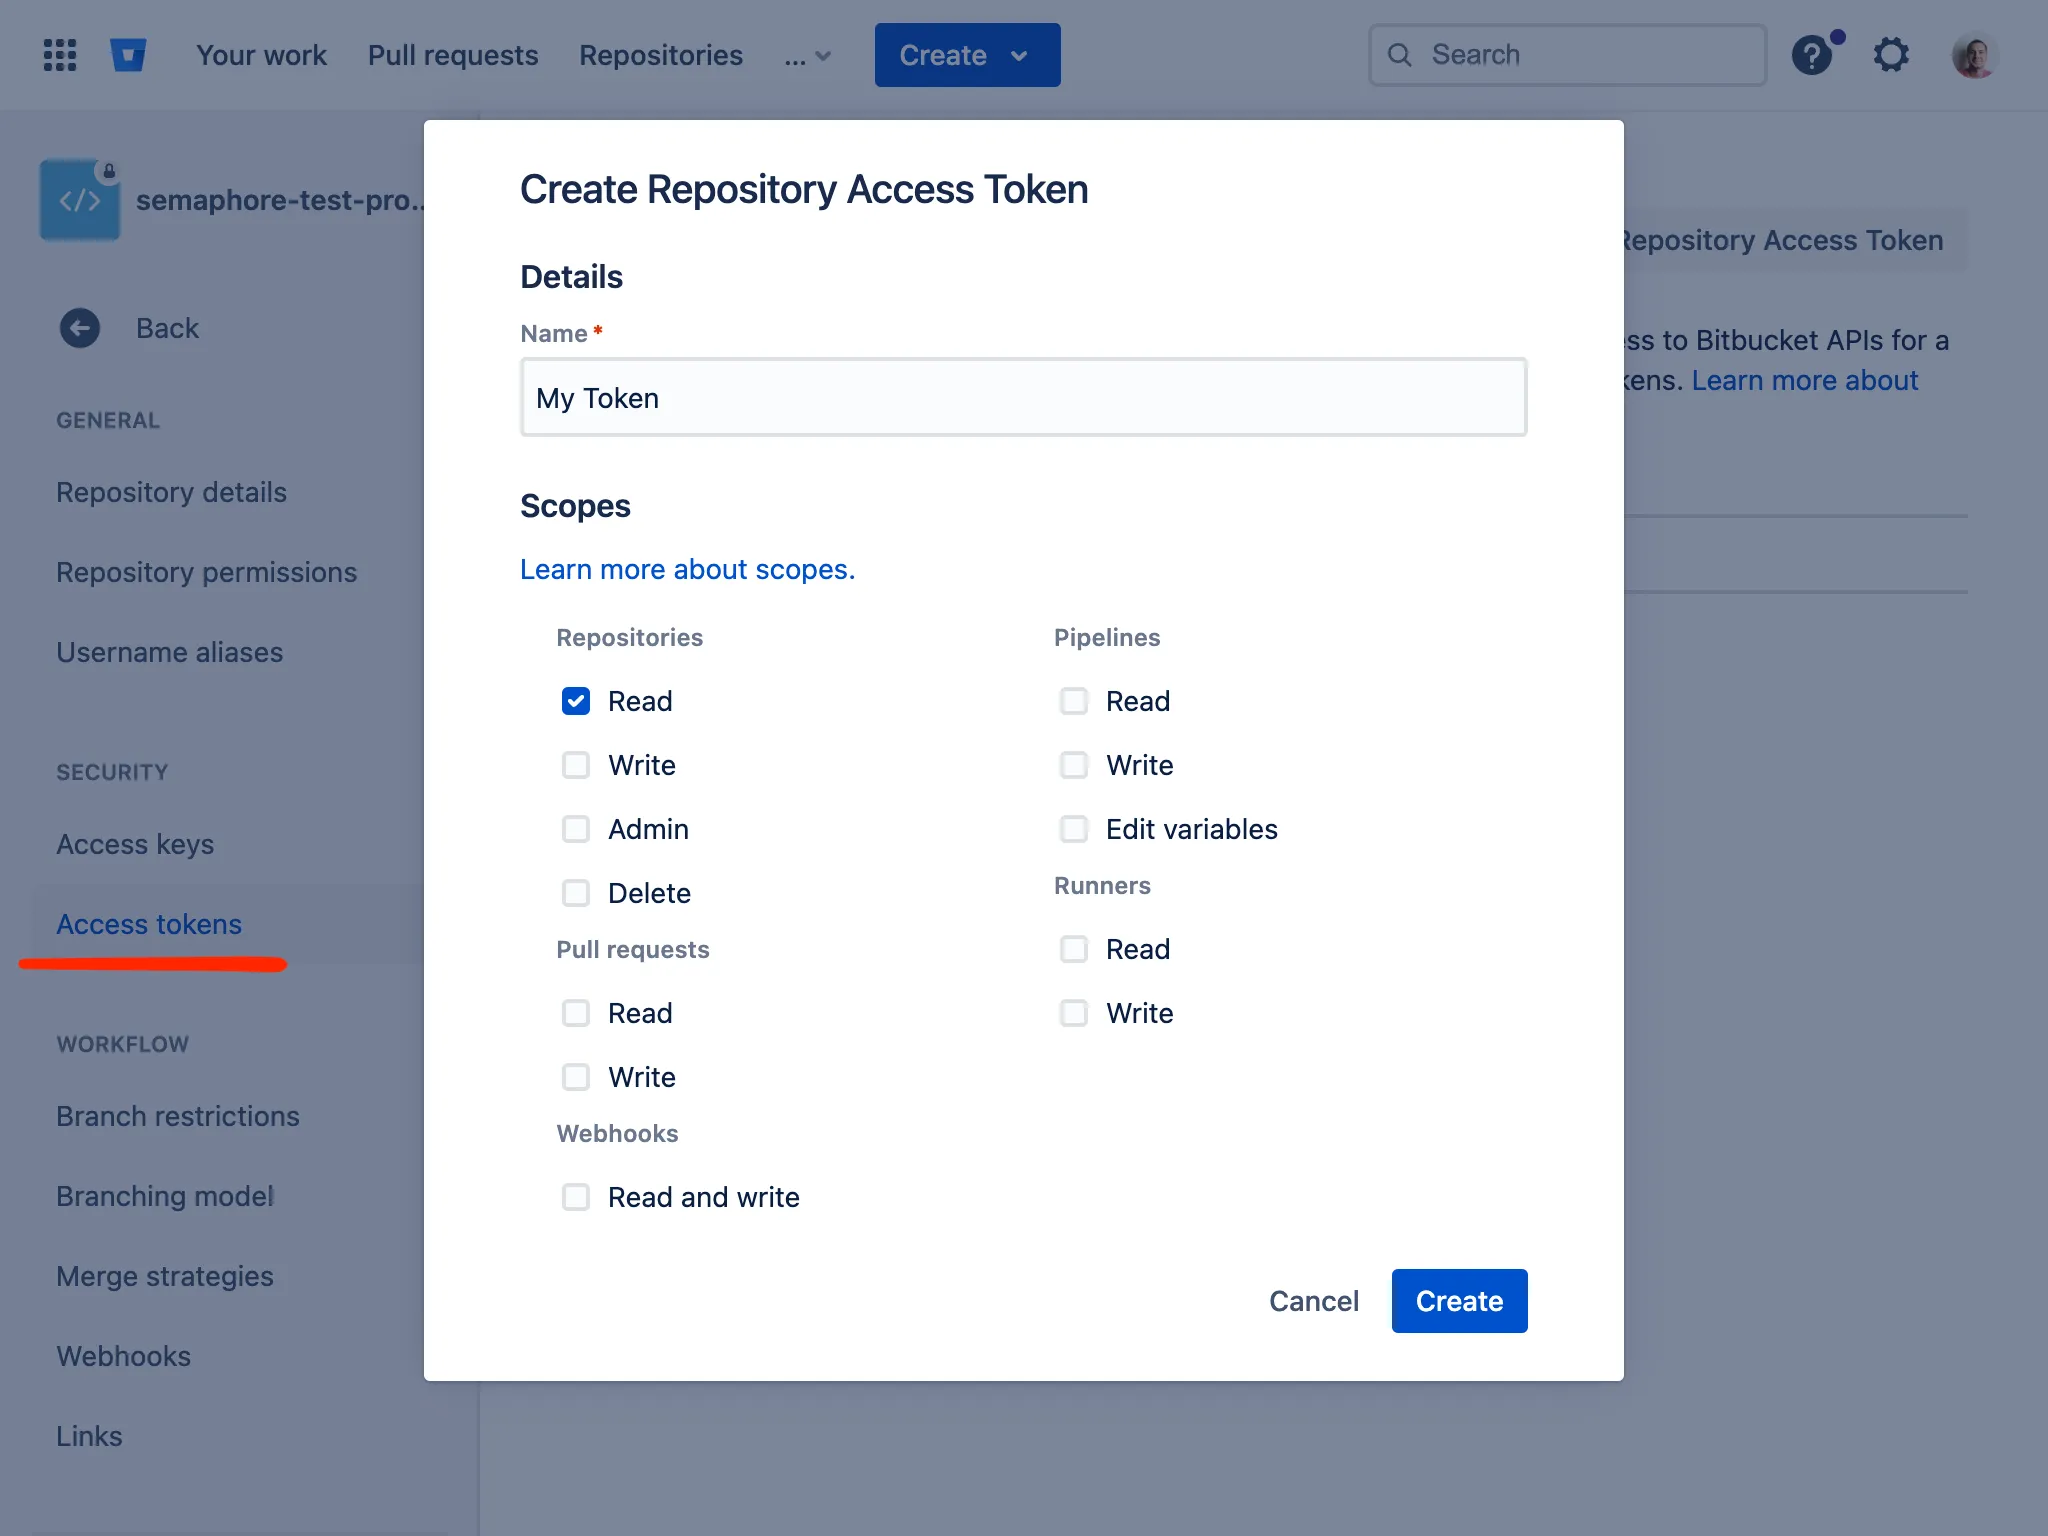 Your work
Pull requests
Repositories
...
Create
Search
semaphore-test-pro...
Back
GENERAL
Repository details
Repository permissions
Username aliases
SECURITY
Access keys
Access tokens
WORKFLOW
Branch restrictions
Branching model
Merge strategies
Webhooks
Links
Repository Access Token
ess to Bitbucket APIs for a
kens. Learn more about
Create Repository Access Token
Details
Name *
My Token
Scopes
Learn more about scopes.
Repositories
Read
Write
Admin
Delete
Pull requests
Read
Write
Webhooks
Read and write
Pipelines
Read
Write
Edit variables
Runners
Read
Write
Cancel
Create